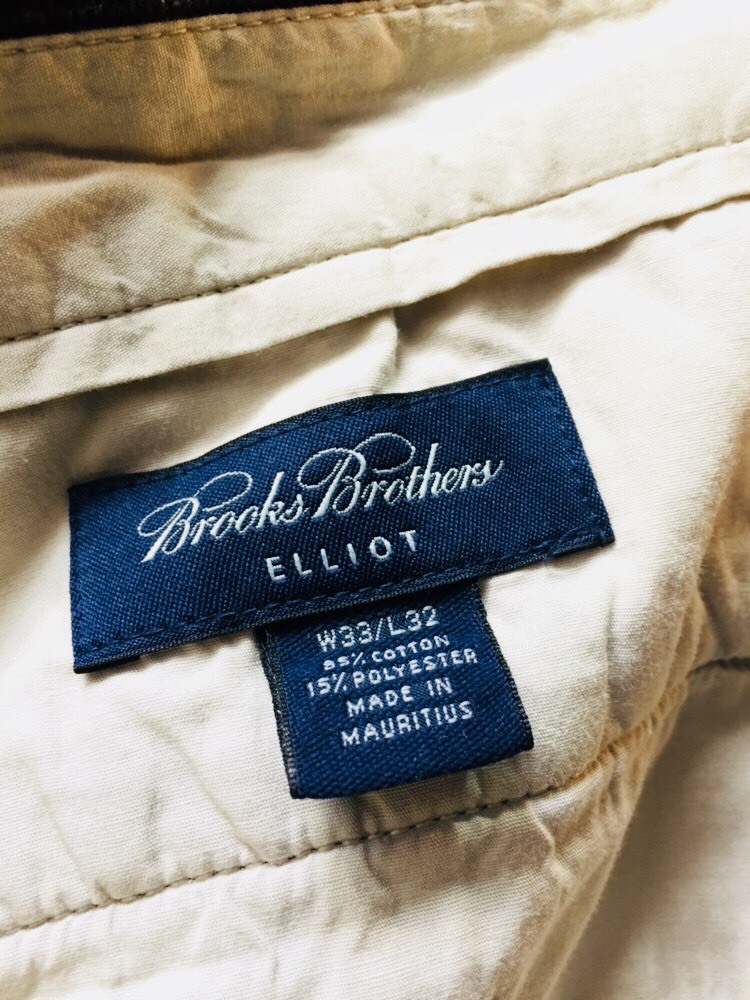 Brooks Brothers
ELLIOT
W33/L32
85% COTTON
15% POLYESTER
MADE IN
MAURITIUS